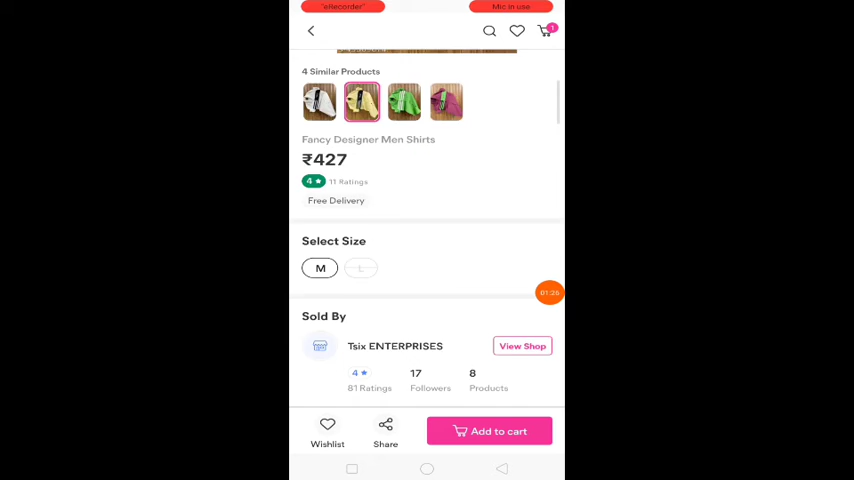 "eRecorder"
Mic in use
1
4 Similar Products
Fancy Designer Men Shirts
₹427
4 ★ 11 Ratings
Free Delivery
Select Size
M L
01:26
Sold By
Tsix ENTERPRISES
View Shop
4 ★ 17 8
81 Ratings Followers Products
Wishlist Share Add to cart